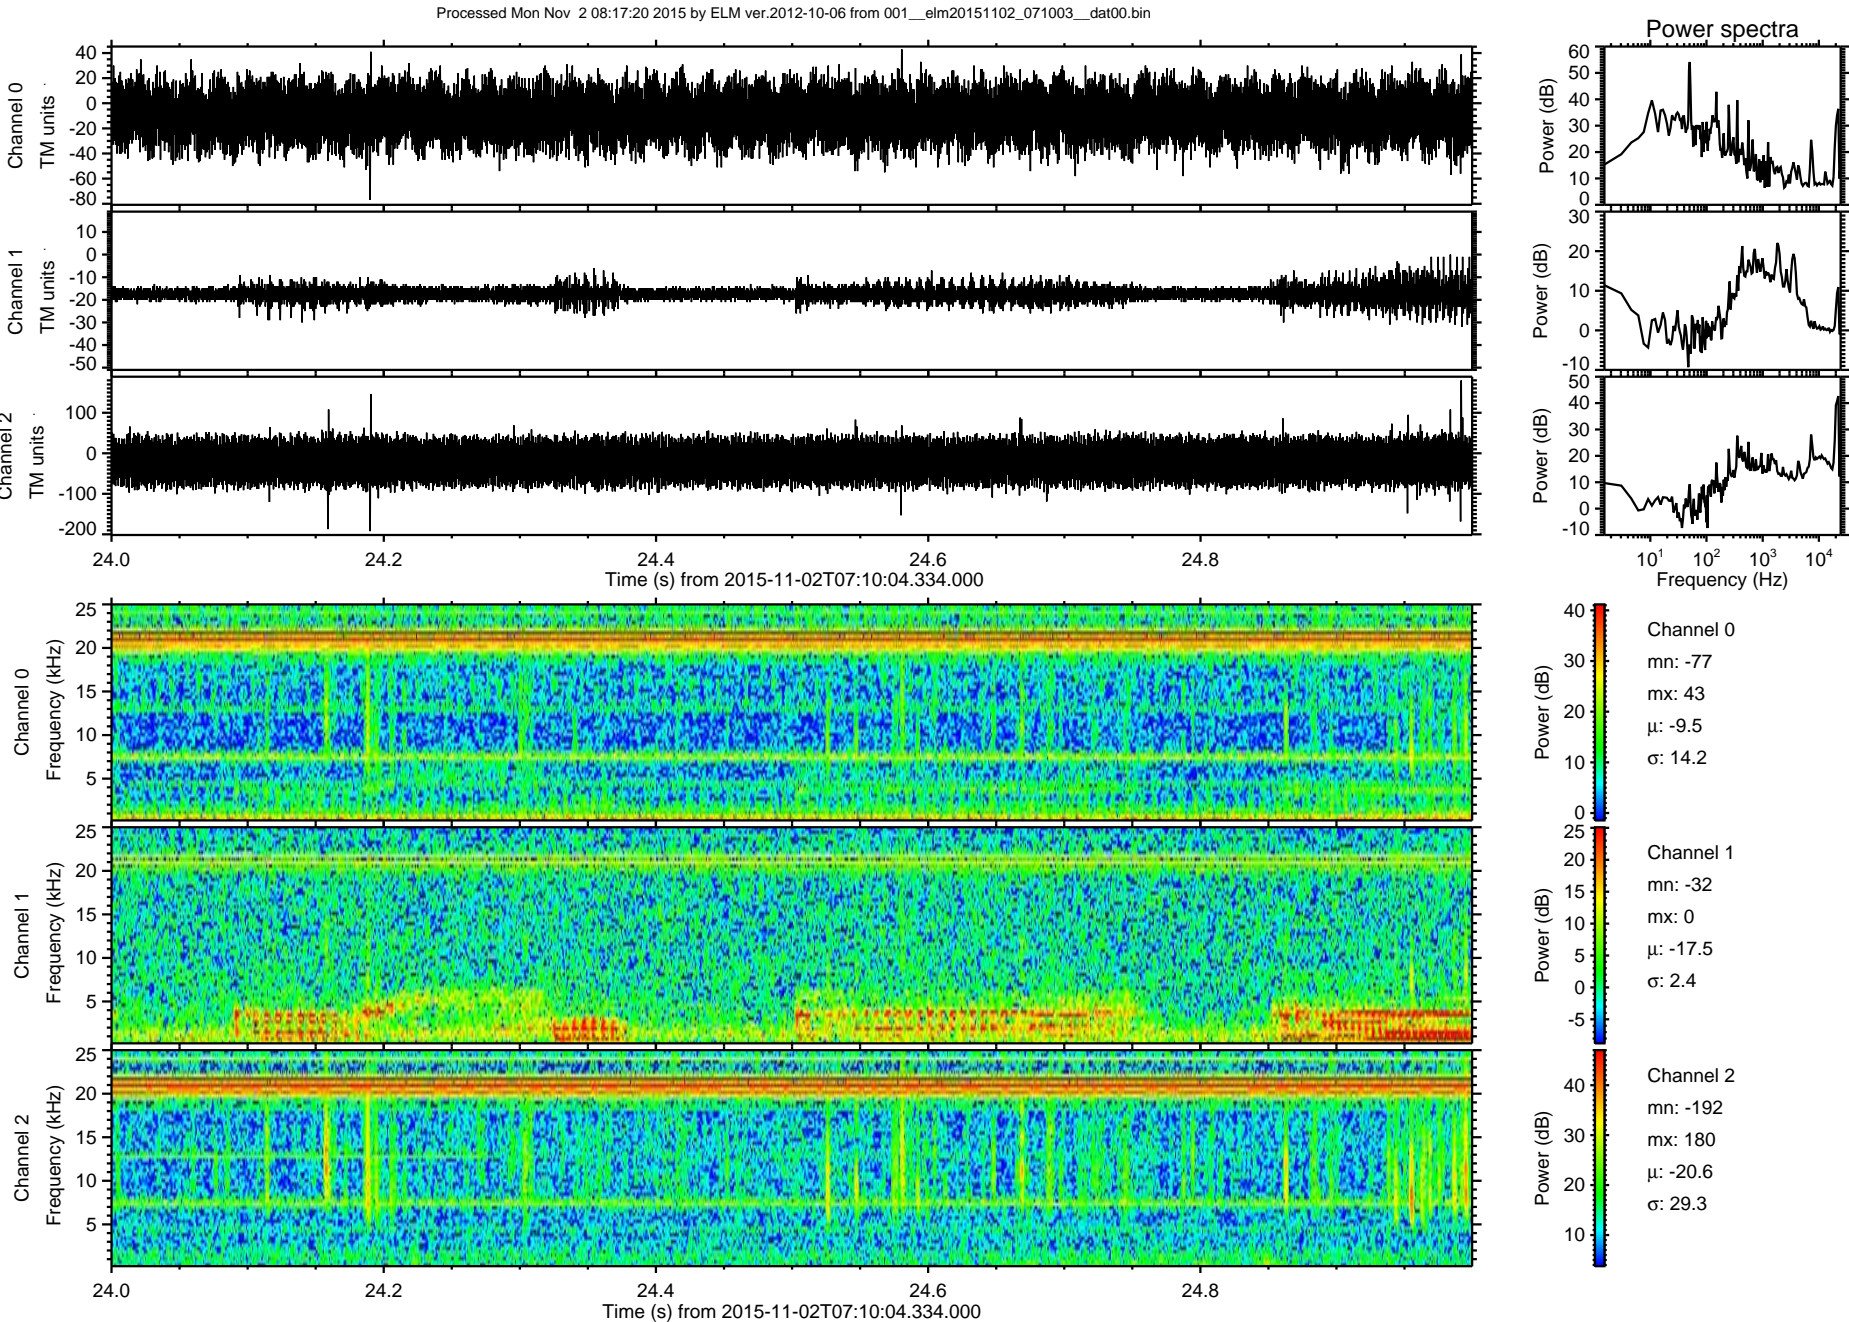 Processed Mon Nov  2 08:17:20 2015 by ELM ver.2012-10-06 from 001__elm20151102_071003__dat00.bin
Power spectra
Channel 0
TM units
40
20
0
-20
-40
-60
-80
Power (dB)
60
50
40
30
20
10
0
Channel 1
TM units
10
0
-10
-20
-30
-40
-50
Power (dB)
30
20
10
0
-10
Channel 2
TM units
100
0
-100
-200
Power (dB)
50
40
30
20
10
0
-10
24.0 24.2 24.4 24.6 24.8
Time (s) from 2015-11-02T07:10:04.334.000
10^1 10^2 10^3 10^4
Frequency (Hz)
Channel 0
Frequency (kHz)
25
20
15
10
5
Power (dB)
40
30
20
10
0
Channel 0
mn: -77
mx: 43
μ: -9.5
σ: 14.2
Channel 1
Frequency (kHz)
25
20
15
10
5
Power (dB)
25
20
15
10
5
0
-5
Channel 1
mn: -32
mx: 0
μ: -17.5
σ: 2.4
Channel 2
Frequency (kHz)
25
20
15
10
5
Power (dB)
40
30
20
10
Channel 2
mn: -192
mx: 180
μ: -20.6
σ: 29.3
24.0 24.2 24.4 24.6 24.8
Time (s) from 2015-11-02T07:10:04.334.000